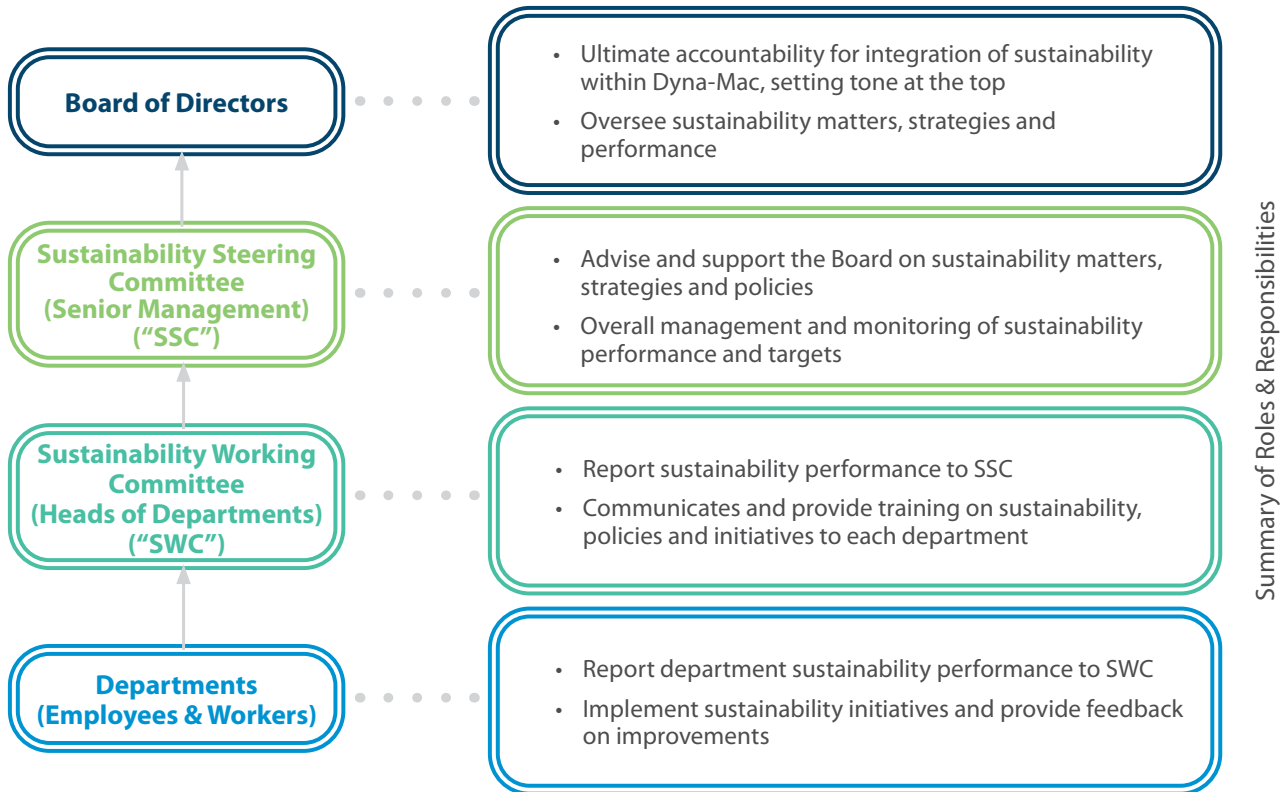 Board of Directors
• Ultimate accountability for integration of sustainability
within Dyna-Mac, setting tone at the top
• Oversee sustainability matters, strategies and
performance
Sustainability Steering
Committee
(Senior Management)
(“SSC”)
• Advise and support the Board on sustainability matters,
strategies and policies
• Overall management and monitoring of sustainability
performance and targets
Sustainability Working
Committee
(Heads of Departments)
(“SWC”)
• Report sustainability performance to SSC
• Communicates and provide training on sustainability,
policies and initiatives to each department
Departments
(Employees & Workers)
• Report department sustainability performance to SWC
• Implement sustainability initiatives and provide feedback
on improvements
Summary of Roles & Responsibilities